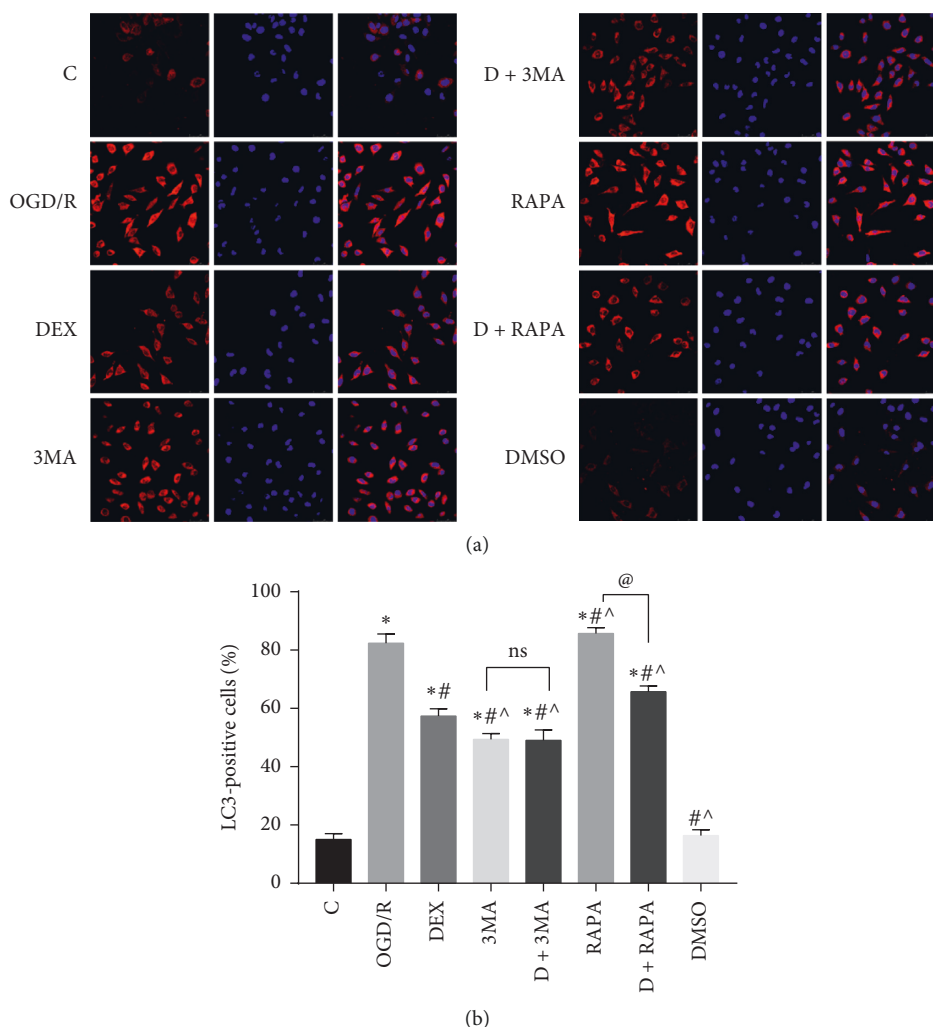 C
OGD/R
DEX
3MA
D + 3MA
RAPA
D + RAPA
DMSO
(a)
LC3-positive cells (%)
100
80
60
40
20
0
*
*#
*#^
ns
*#^
*#^
@
*#^
#^
C
OGD/R
DEX
3MA
D + 3MA
RAPA
D + RAPA
DMSO
(b)